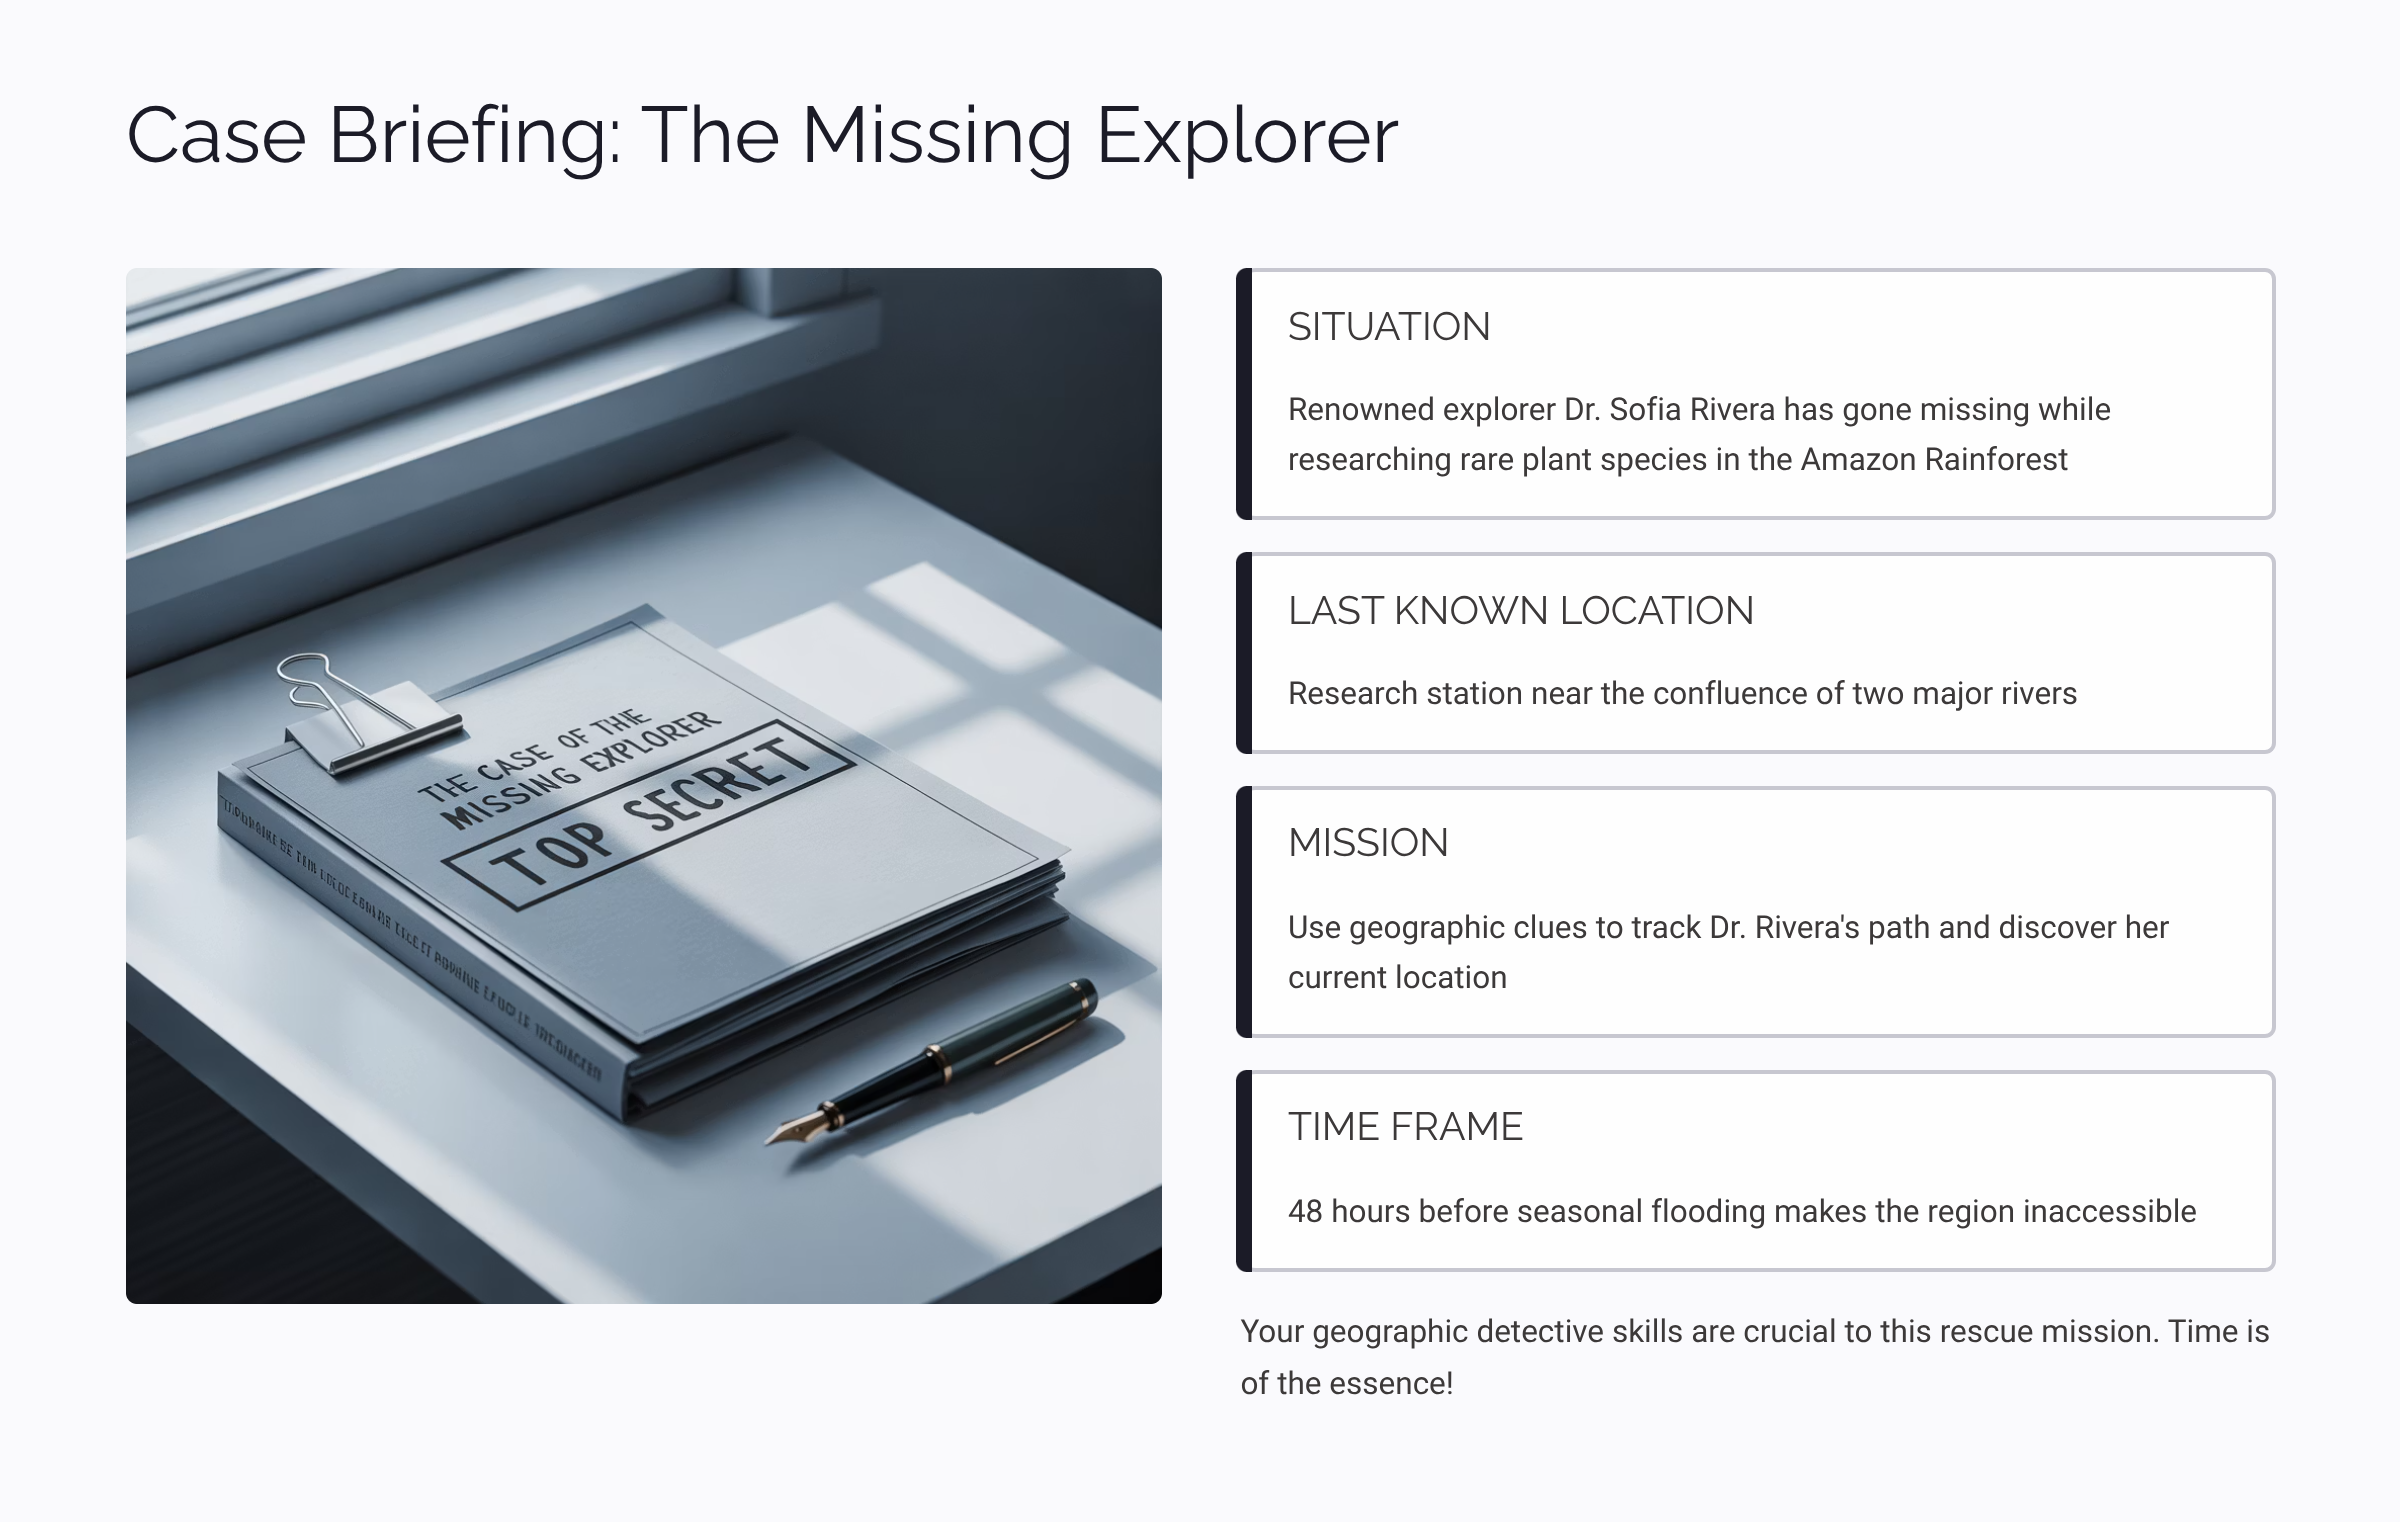 Case Briefing: The Missing Explorer
THE CASE OF THE
MISSING EXPLORER
TOP SECRET
SITUATION
Renowned explorer Dr. Sofia Rivera has gone missing while
researching rare plant species in the Amazon Rainforest
LAST KNOWN LOCATION
Research station near the confluence of two major rivers
MISSION
Use geographic clues to track Dr. Rivera's path and discover her
current location
TIME FRAME
48 hours before seasonal flooding makes the region inaccessible
Your geographic detective skills are crucial to this rescue mission. Time is
of the essence!